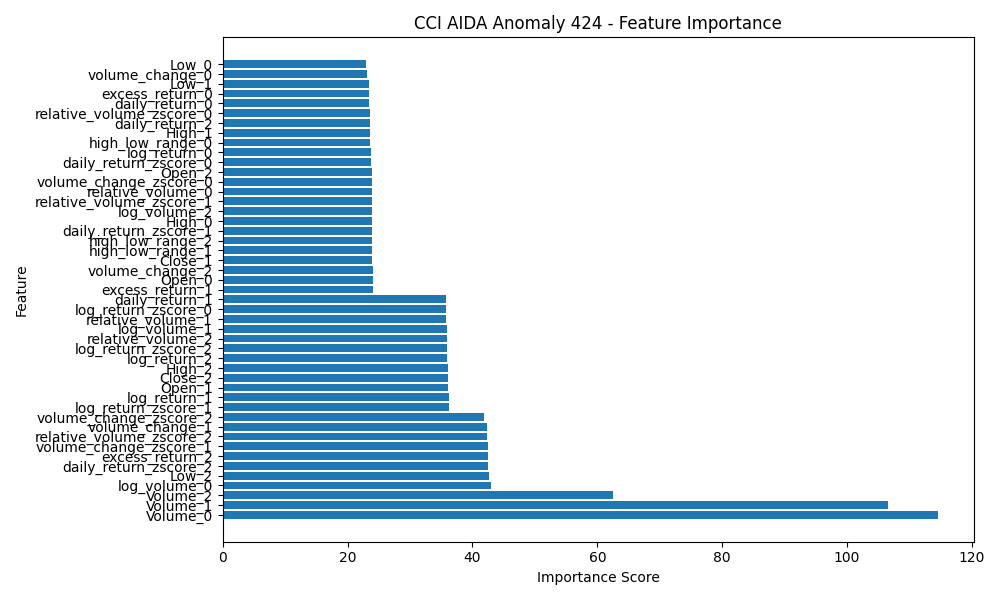 CCI AIDA Anomaly 424 - Feature Importance
Low_0
volume_change_0
Low_1
excess_return_0
daily_return_0
relative_volume_zscore_0
daily_return_2
High_1
high_low_range_0
log_return_0
daily_return_zscore_0
Open_2
volume_change_zscore_0
relative_volume_0
relative_volume_zscore_1
log_volume_2
High_0
daily_return_zscore_1
high_low_range_2
high_low_range_1
Close_1
volume_change_2
Open_0
excess_return_1
daily_return_1
log_return_zscore_0
relative_volume_1
log_volume_1
relative_volume_2
log_return_zscore_2
log_return_2
High_2
Close_2
Open_1
log_return_1
log_return_zscore_1
volume_change_zscore_2
volume_change_1
relative_volume_zscore_2
volume_change_zscore_1
excess_return_2
daily_return_zscore_2
Low_2
log_volume_0
Volume_2
Volume_1
Volume_0
Feature
0 20 40 60 80 100 120
Importance Score